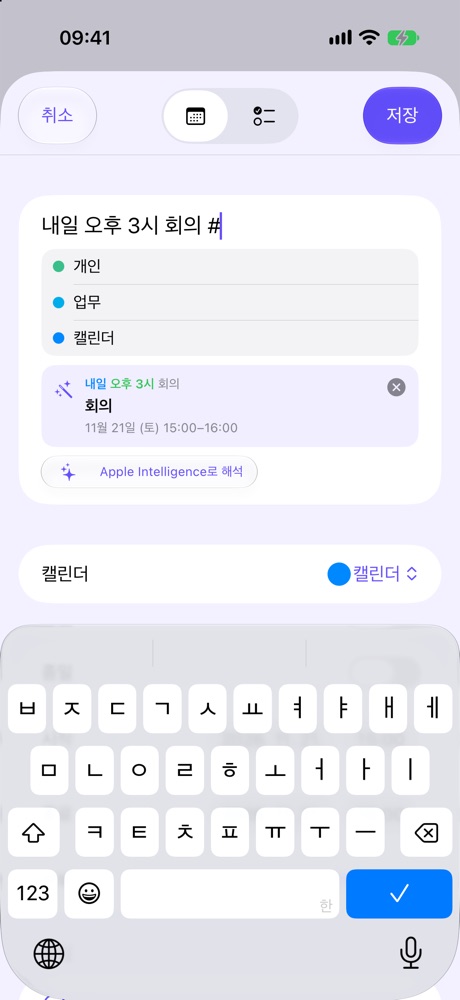 09:41
취소
저장
내일 오후 3시 회의 #
개인
업무
캘린더
내일 오후 3시 회의
회의
11월 21일 (토) 15:00–16:00
Apple Intelligence로 해석
캘린더 캘린더
ㅂ ㅈ ㄷ ㄱ ㅅ ㅛ ㅕ ㅑ ㅐ ㅔ
ㅁ ㄴ ㅇ ㄹ ㅎ ㅗ ㅓ ㅏ ㅣ
ㅋ ㅌ ㅊ ㅍ ㅠ ㅜ ㅡ
123 한